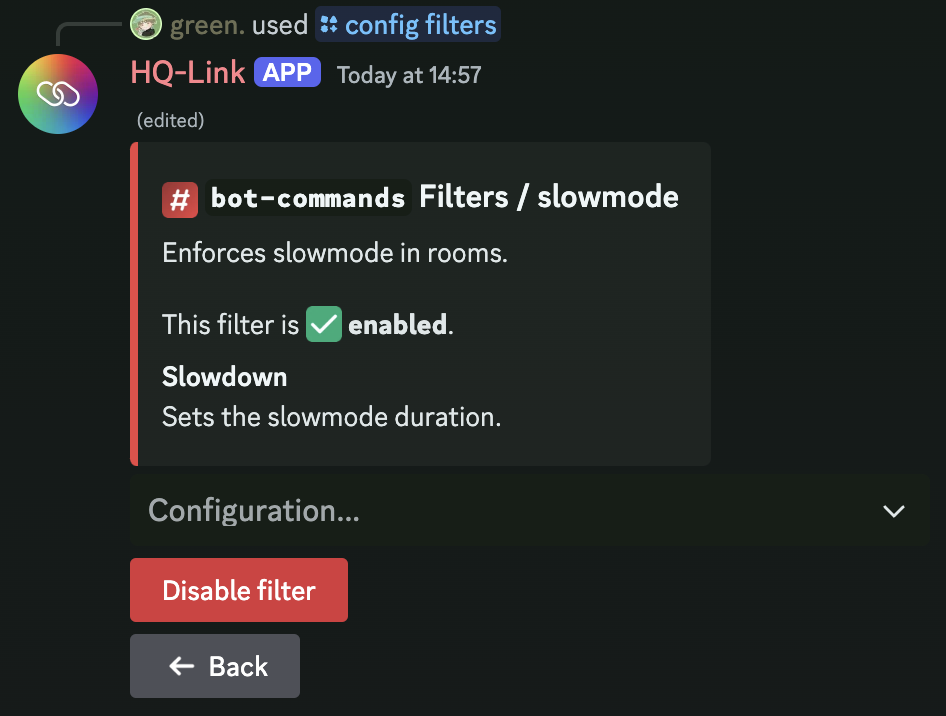 green. used config filters
HQ-Link APP Today at 14:57
(edited)
# bot-commands Filters / slowmode
Enforces slowmode in rooms.
This filter is ✅ enabled.
Slowdown
Sets the slowmode duration.
Configuration...
Disable filter
← Back